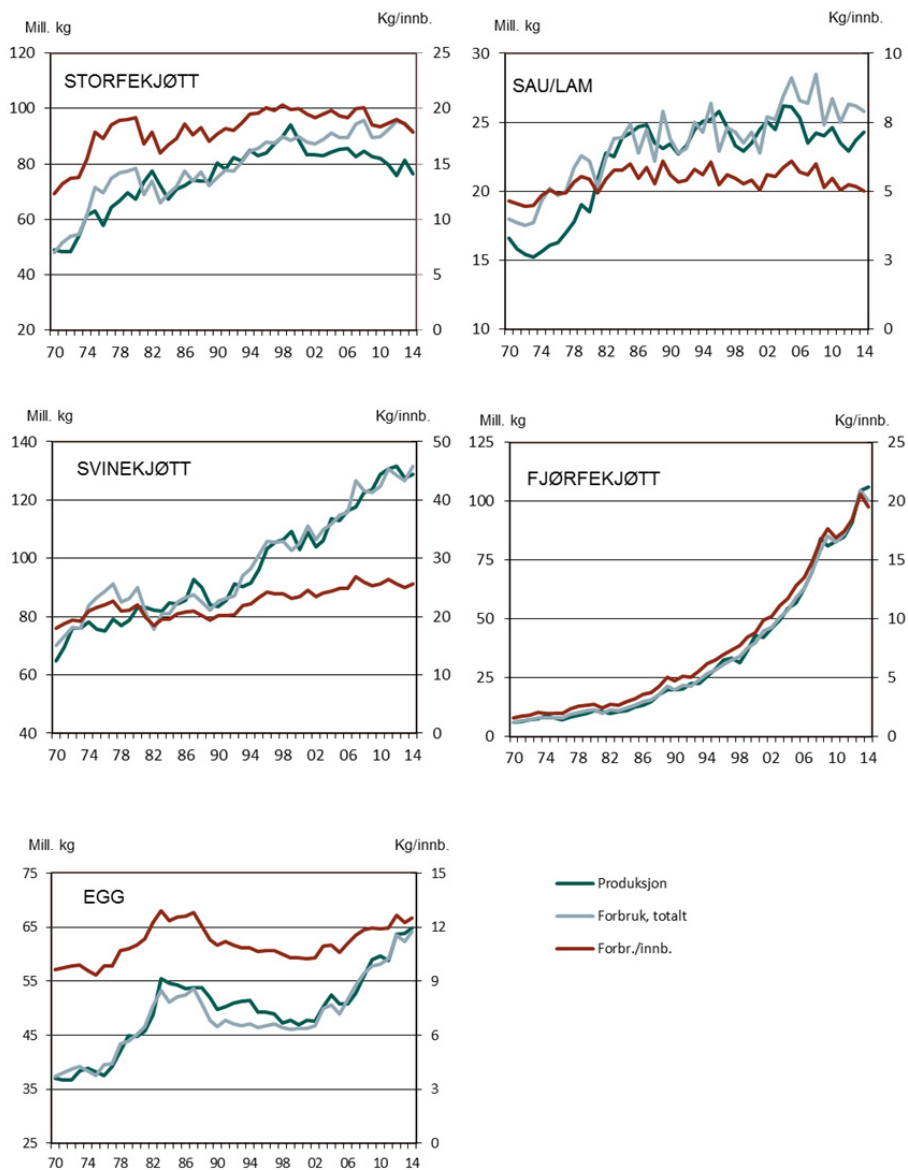 Mill. kg
Kg/innb.
STORFEKJØTT
120
100
80
60
40
20
25
20
15
10
5
0
70 74 78 82 86 90 94 98 02 06 10 14
Mill. kg
Kg/innb.
SAU/LAM
30
25
20
15
10
10
8
5
3
0
70 74 78 82 86 90 94 98 02 06 10 14
Mill. kg
Kg/innb.
SVINEKJØTT
140
120
100
80
60
40
50
40
30
20
10
0
70 74 78 82 86 90 94 98 02 06 10 14
Mill. kg
Kg/innb.
FJØRFEKJØTT
125
100
75
50
25
0
25
20
15
10
5
0
70 74 78 82 86 90 94 98 02 06 10 14
Mill. kg
Kg/innb.
EGG
75
65
55
45
35
25
15
12
9
6
3
0
70 74 78 82 86 90 94 98 02 06 10 14
Produksjon
Forbruk, totalt
Forbr./innb.